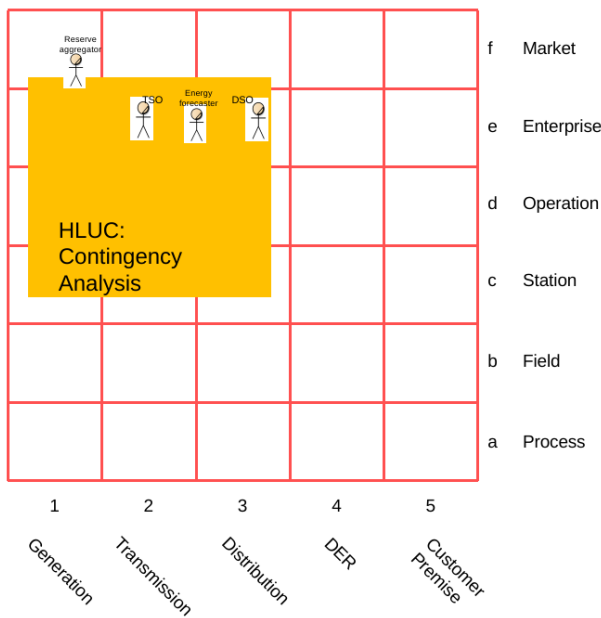 Reserve
aggregator
f Market
TSO
Energy
forecaster
DSO
e Enterprise
d Operation
HLUC:
Contingency
Analysis
c Station
b Field
a Process
1 2 3 4 5
Generation
Transmission
Distribution
DER
Customer
Premise